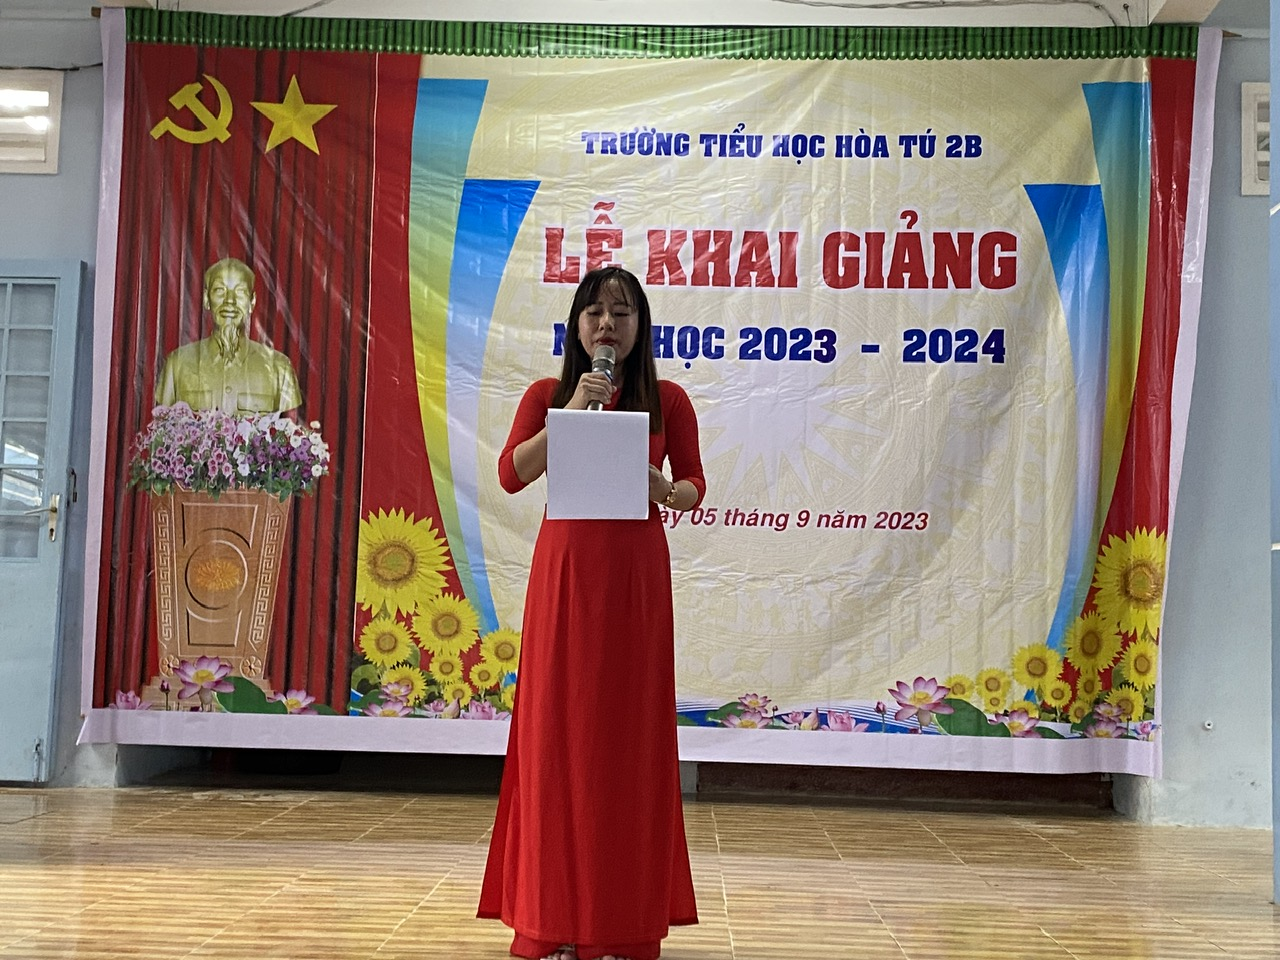 TRƯỜNG TIỂU HỌC HÒA TÚ 2B
LỄ KHAI GIẢNG
HỌC 2023 - 2024
05 tháng 9 năm 2023